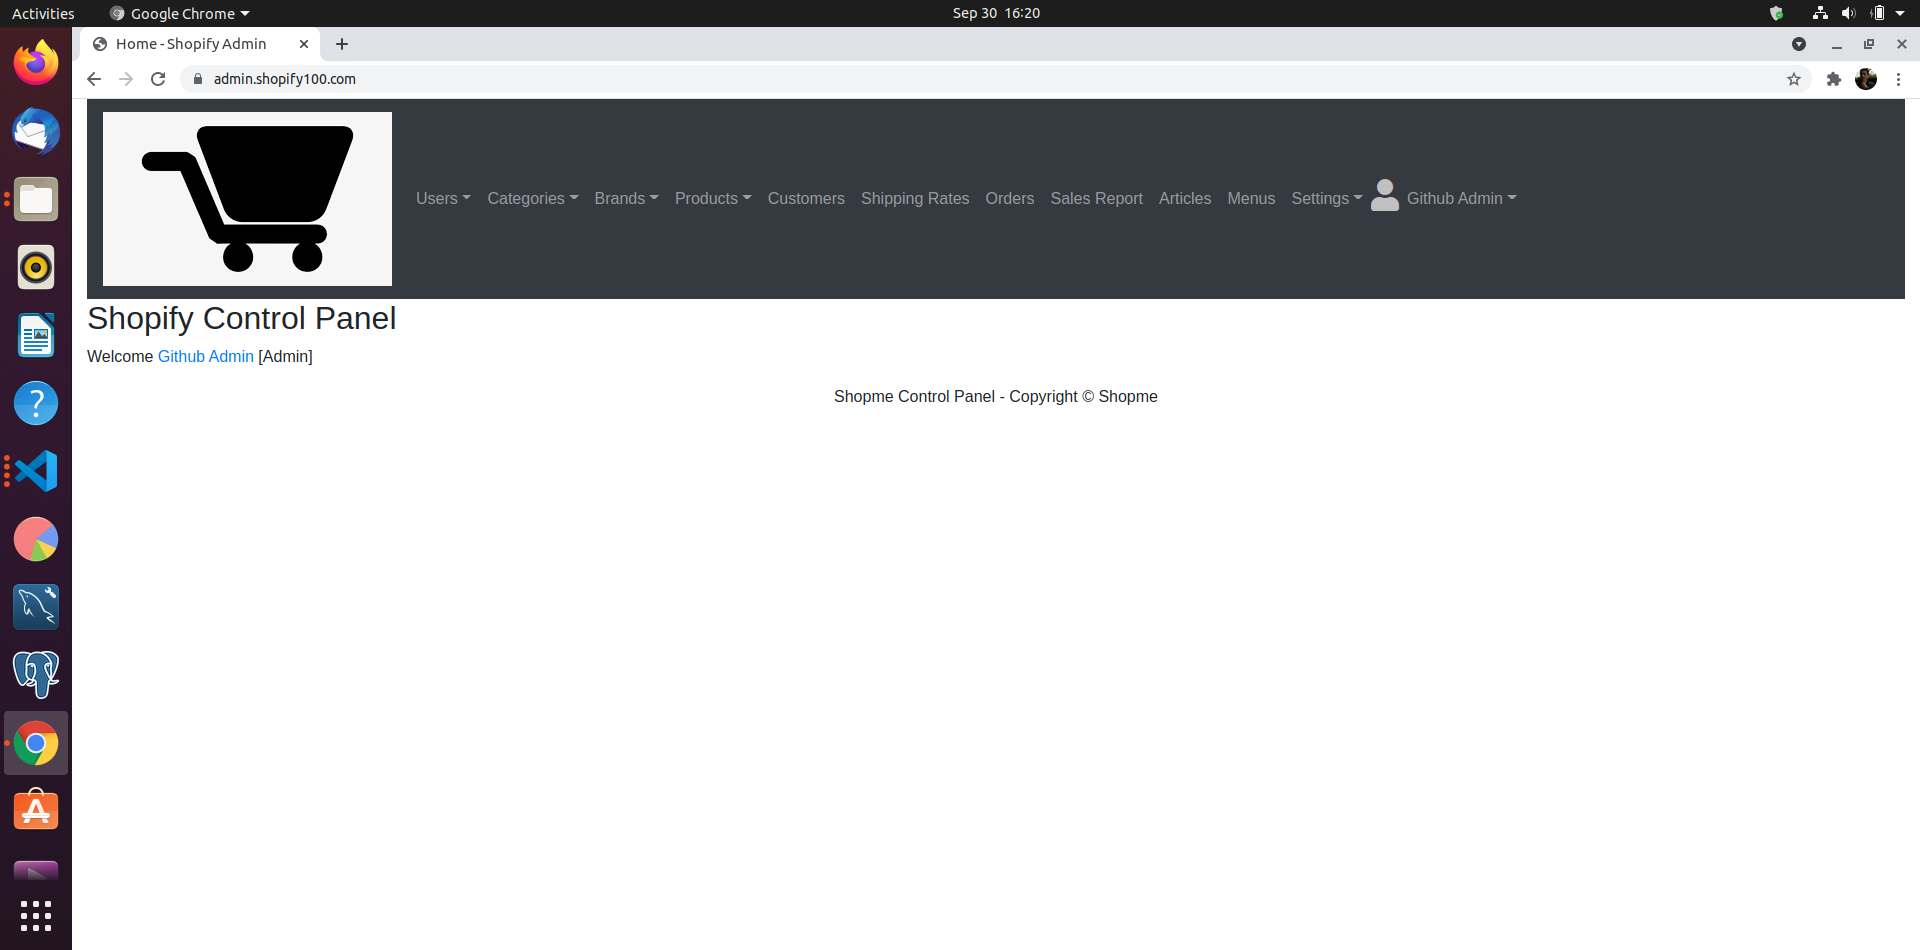 Activities
Google Chrome
Sep 30 16:20
Home - Shopify Admin
admin.shopify100.com
Users
Categories
Brands
Products
Customers
Shipping Rates
Orders
Sales Report
Articles
Menus
Settings
Github Admin
Shopify Control Panel
Welcome Github Admin [Admin]
Shopme Control Panel - Copyright © Shopme